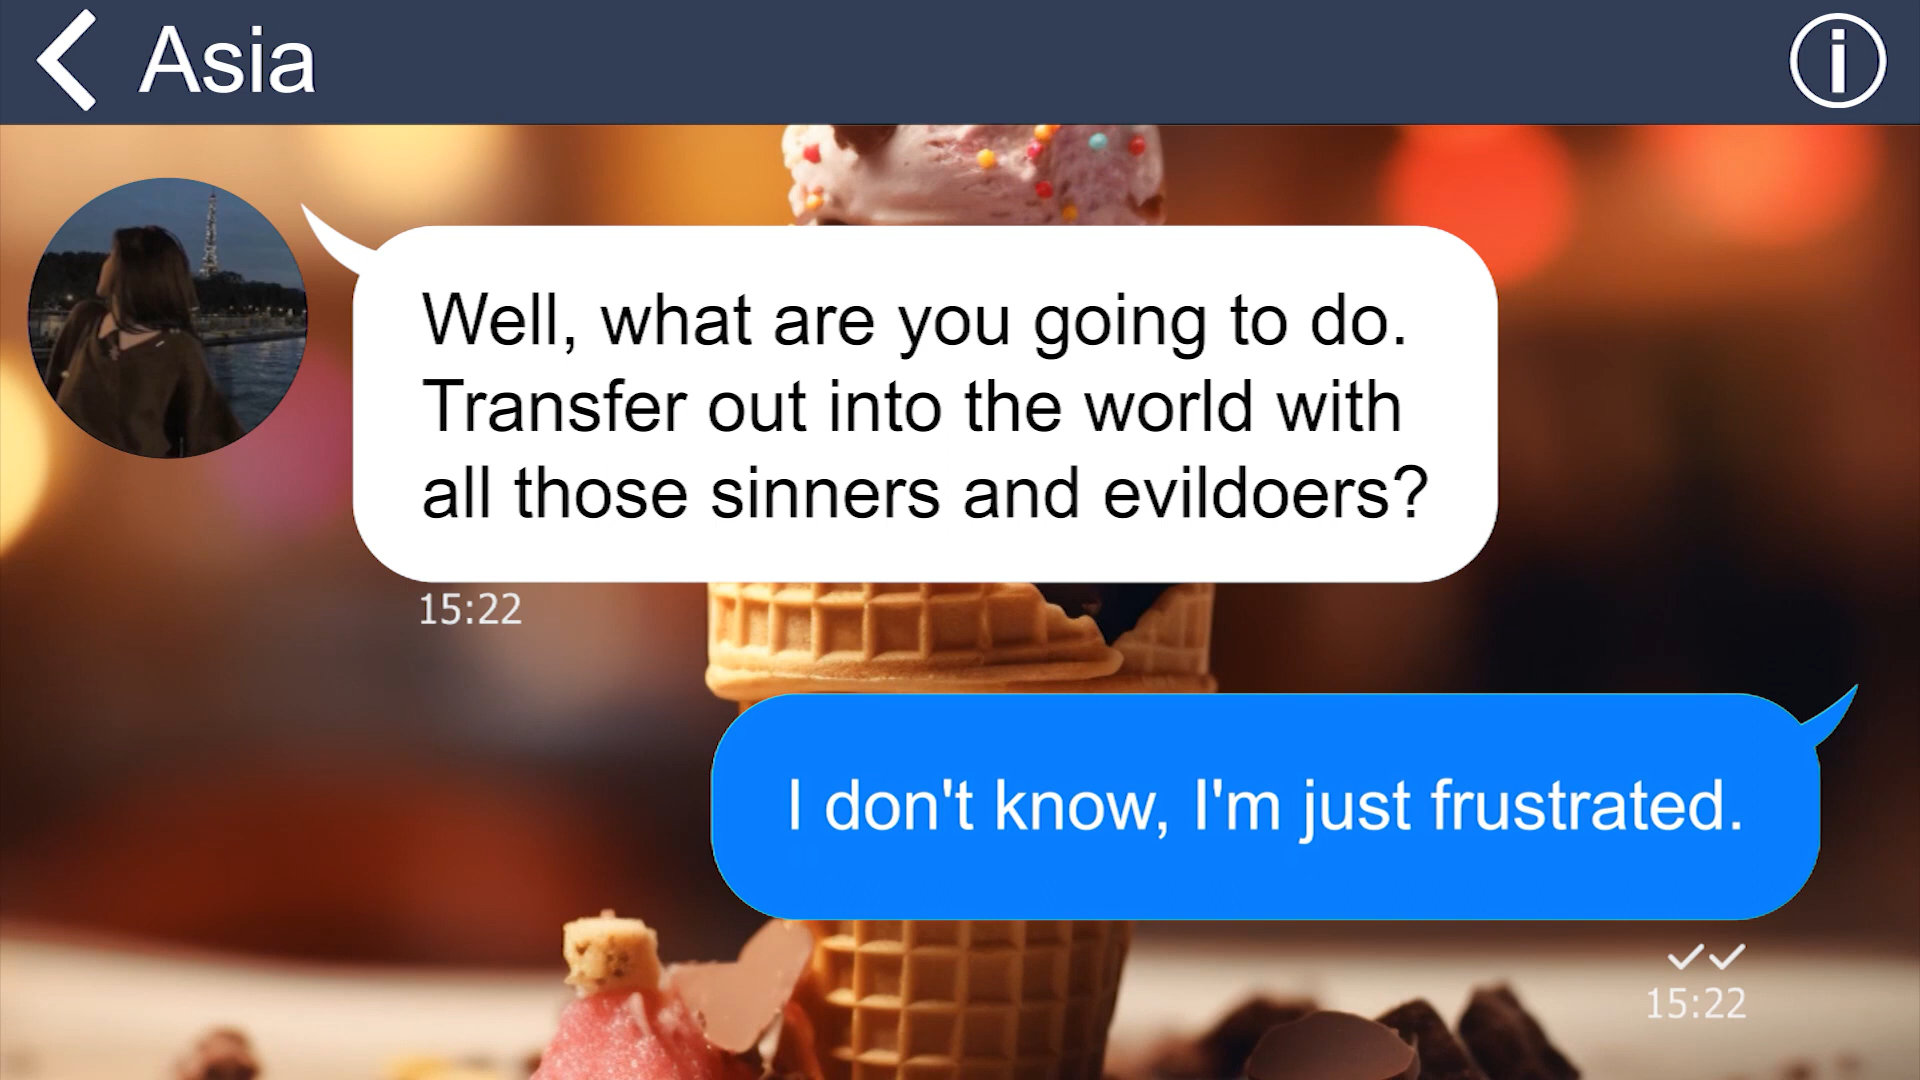 Asia
Well, what are you going to do.
Transfer out into the world with
all those sinners and evildoers?
15:22
I don't know, I'm just frustrated.
15:22